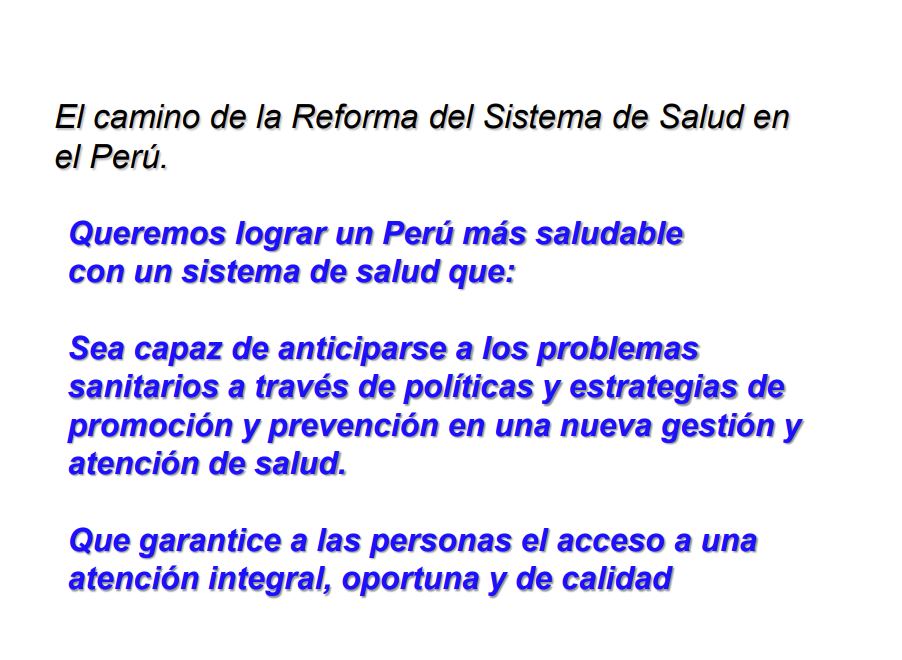 El camino de la Reforma del Sistema de Salud en
el Perú.
Queremos lograr un Perú más saludable
con un sistema de salud que:
Sea capaz de anticiparse a los problemas
sanitarios a través de políticas y estrategias de
promoción y prevención en una nueva gestión y
atención de salud.
Que garantice a las personas el acceso a una
atención integral, oportuna y de calidad